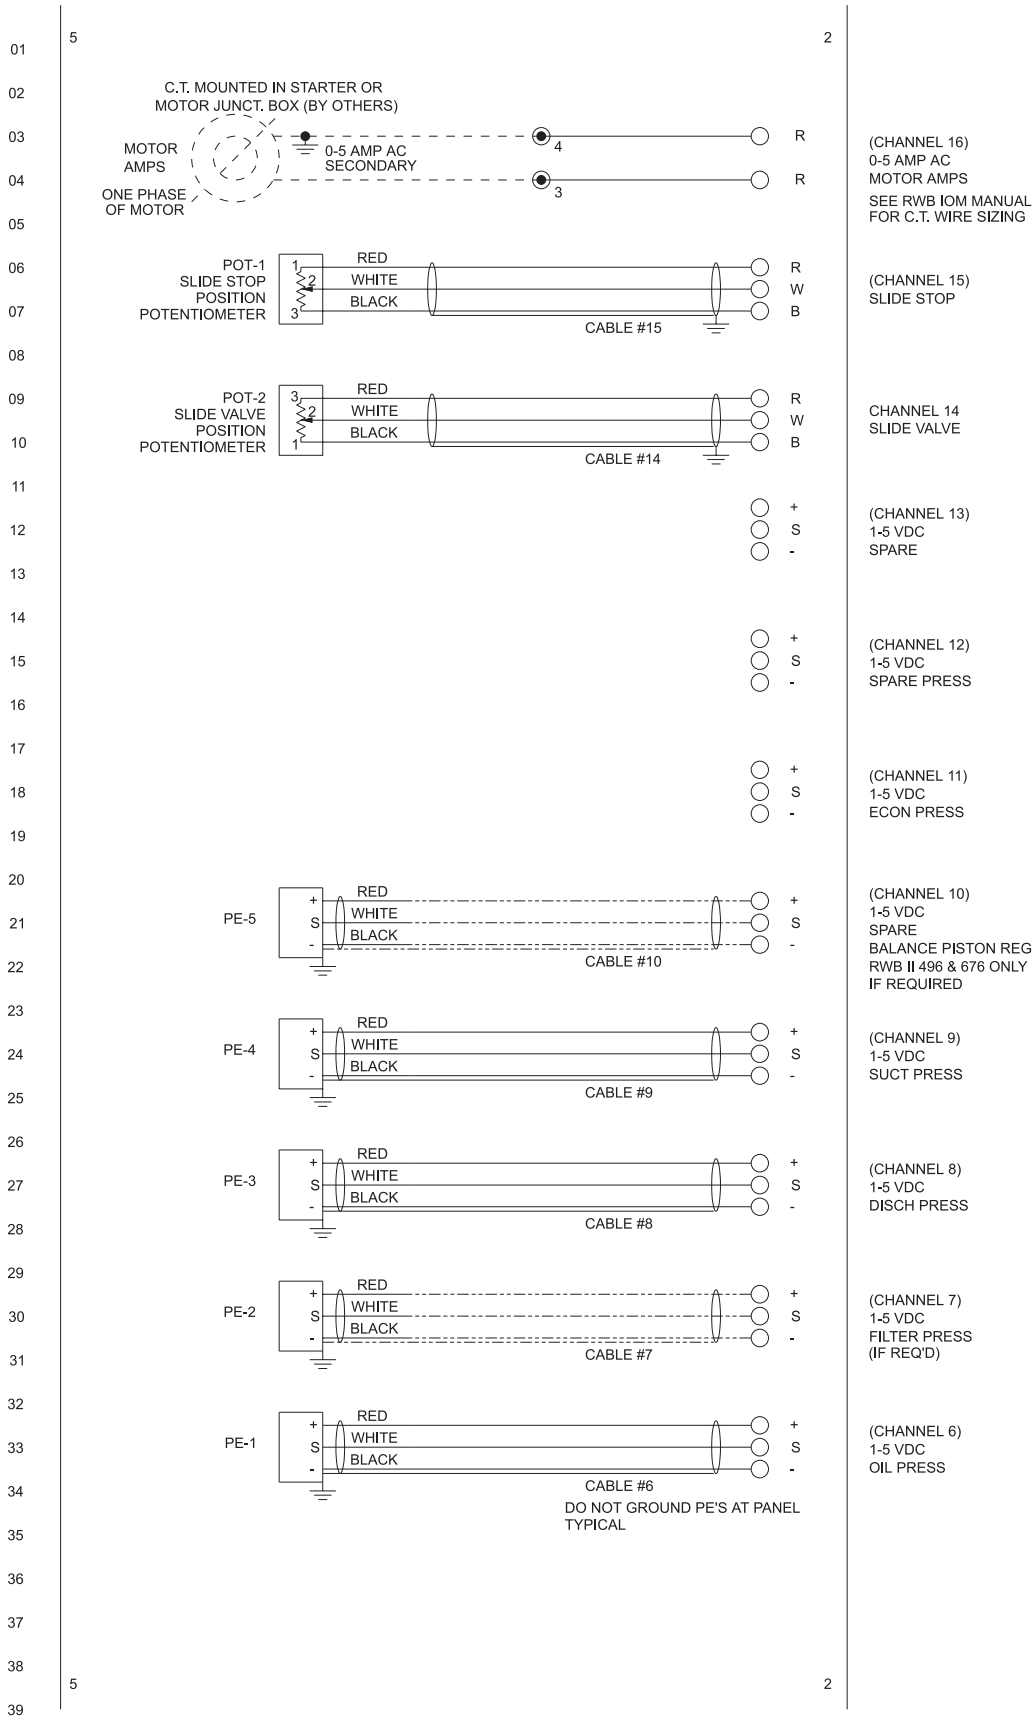 5 2
01
02
C.T. MOUNTED IN STARTER OR
MOTOR JUNCT. BOX (BY OTHERS)
03
MOTOR
AMPS
0-5 AMP AC
SECONDARY
4
R
(CHANNEL 16)
0-5 AMP AC
MOTOR AMPS
04
ONE PHASE
OF MOTOR
3
R
SEE RWB IOM MANUAL
FOR C.T. WIRE SIZING
05
06
POT-1
SLIDE STOP
POSITION
POTENTIOMETER
1
2
3
RED
WHITE
BLACK
CABLE #15
R
W
B
(CHANNEL 15)
SLIDE STOP
07
08
09
POT-2
SLIDE VALVE
POSITION
POTENTIOMETER
3
2
1
RED
WHITE
BLACK
CABLE #14
R
W
B
CHANNEL 14
SLIDE VALVE
10
11
12
+
S
-
(CHANNEL 13)
1-5 VDC
SPARE
13
14
15
+
S
-
(CHANNEL 12)
1-5 VDC
SPARE PRESS
16
17
18
+
S
-
(CHANNEL 11)
1-5 VDC
ECON PRESS
19
20
21
PE-5
+
S
-
RED
WHITE
BLACK
CABLE #10
+
S
-
(CHANNEL 10)
1-5 VDC
SPARE
BALANCE PISTON REG
RWB II 496 & 676 ONLY
IF REQUIRED
22
23
24
PE-4
+
S
-
RED
WHITE
BLACK
CABLE #9
+
S
-
(CHANNEL 9)
1-5 VDC
SUCT PRESS
25
26
27
PE-3
+
S
-
RED
WHITE
BLACK
CABLE #8
+
S
-
(CHANNEL 8)
1-5 VDC
DISCH PRESS
28
29
30
PE-2
+
S
-
RED
WHITE
BLACK
CABLE #7
+
S
-
(CHANNEL 7)
1-5 VDC
FILTER PRESS
(IF REQ'D)
31
32
33
PE-1
+
S
-
RED
WHITE
BLACK
CABLE #6
+
S
-
(CHANNEL 6)
1-5 VDC
OIL PRESS
34
DO NOT GROUND PE'S AT PANEL
TYPICAL
35
36
37
38
5 2
39